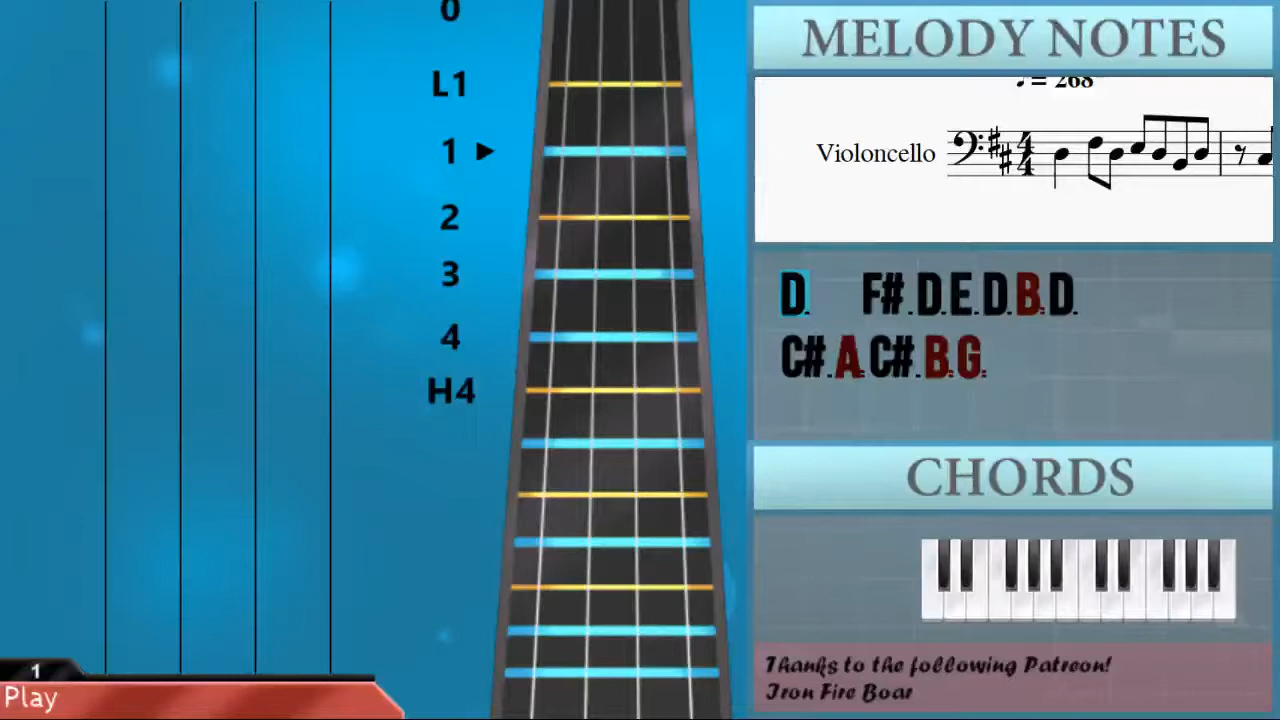 0
L1
1
2
3
4
H4
1
Play
MELODY NOTES
♩ = 268
Violoncello
D. F#.D.E.D.B.D.
C#.A.C#.B.G.
CHORDS
Thanks to the following Patreon!
Iron Fire Boar